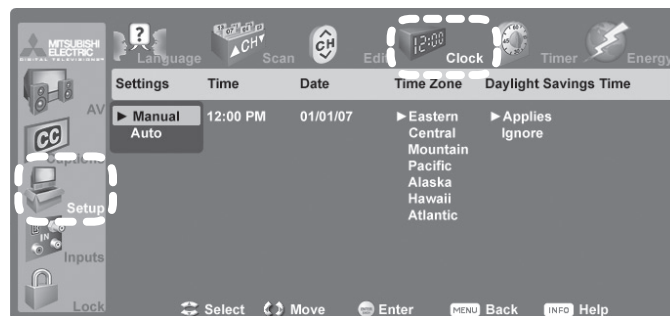 MITSUBISHI
ELECTRIC
DIGITAL TELEVISIONS
Language
CH
Scan
CH
Edit
12:00
Clock
Timer
Energy
Settings Time Date Time Zone Daylight Savings Time
AV
► Manual 12:00 PM 01/01/07 ► Eastern ► Applies
Auto Central Ignore
Mountain
Pacific
Alaska
Hawaii
Atlantic
CC
Captions
Setup
IN
Inputs
Lock
Select Move Enter MENU Back INFO Help